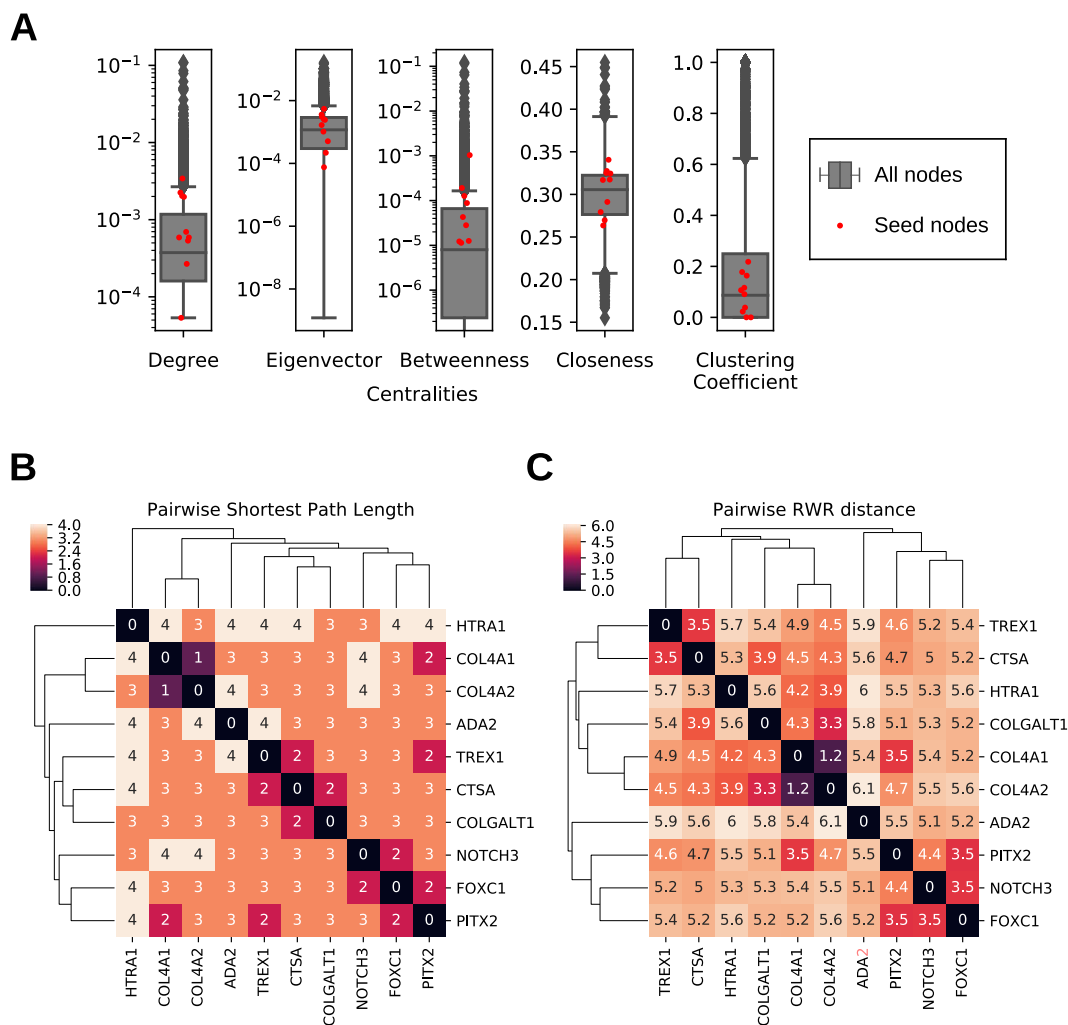 A
10⁻¹ 10⁻² 10⁻³ 10⁻⁴
Degree
10⁻² 10⁻⁴ 10⁻⁶ 10⁻⁸
Eigenvector
10⁻¹ 10⁻² 10⁻³ 10⁻⁴ 10⁻⁵ 10⁻⁶
Betweenness
0.45 0.40 0.35 0.30 0.25 0.20 0.15
Closeness
1.0 0.8 0.6 0.4 0.2 0.0
Clustering
Coefficient
Centralities
All nodes
Seed nodes
B
Pairwise Shortest Path Length
4.0
3.2
2.4
1.6
0.8
0.0
0 4 3 4 4 4 3 3 4 4 HTRA1
4 0 1 3 3 3 3 4 3 2 COL4A1
3 1 0 4 3 3 3 4 3 3 COL4A2
4 3 4 0 4 3 3 3 3 3 ADA2
4 3 3 4 0 2 3 3 3 2 TREX1
4 3 3 3 2 0 2 3 3 3 CTSA
3 3 3 3 3 2 0 3 3 3 COLGALT1
3 4 4 3 3 3 3 0 2 3 NOTCH3
4 3 3 3 3 3 3 2 0 2 FOXC1
4 2 3 3 2 3 3 3 2 0 PITX2
HTRA1 COL4A1 COL4A2 ADA2 TREX1 CTSA COLGALT1 NOTCH3 FOXC1 PITX2
C
Pairwise RWR distance
6.0
4.5
3.0
1.5
0.0
0 3.5 5.7 5.4 4.9 4.5 5.9 4.6 5.2 5.4 TREX1
3.5 0 5.3 3.9 4.5 4.3 5.6 4.7 5 5.2 CTSA
5.7 5.3 0 5.6 4.2 3.9 6 5.5 5.3 5.6 HTRA1
5.4 3.9 5.6 0 4.3 3.3 5.8 5.1 5.3 5.2 COLGALT1
4.9 4.5 4.2 4.3 0 1.2 5.4 3.5 5.4 5.2 COL4A1
4.5 4.3 3.9 3.3 1.2 0 6.1 4.7 5.5 5.6 COL4A2
5.9 5.6 6 5.8 5.4 6.1 0 5.5 5.1 5.2 ADA2
4.6 4.7 5.5 5.1 3.5 4.7 5.5 0 4.4 3.5 PITX2
5.2 5 5.3 5.3 5.4 5.5 5.1 4.4 0 3.5 NOTCH3
5.4 5.2 5.6 5.2 5.2 5.6 5.2 3.5 3.5 0 FOXC1
TREX1 CTSA HTRA1 COLGALT1 COL4A1 COL4A2 ADA2 PITX2 NOTCH3 FOXC1